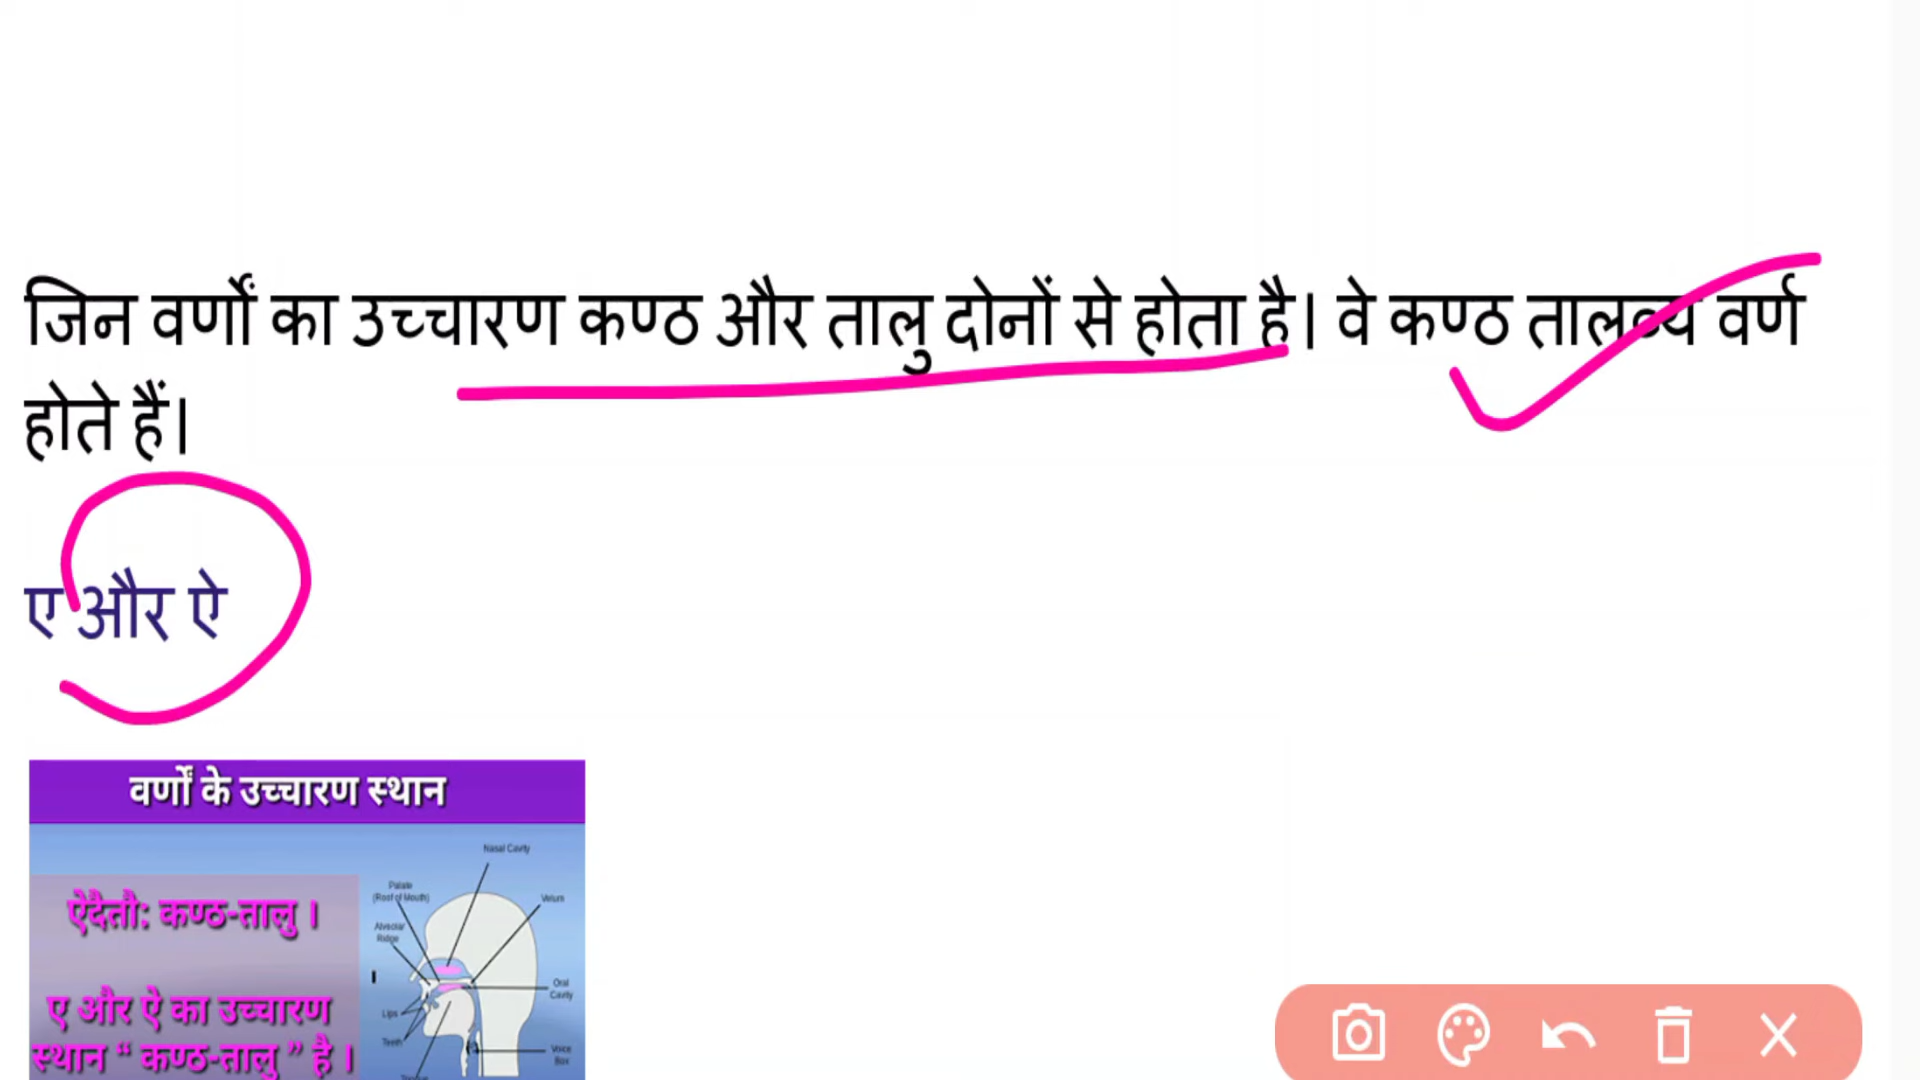 जिन वर्णों का उच्चारण कण्ठ और तालु दोनों से होता है। वे कण्ठ तालव्य वर्ण
होते हैं।
ए और ऐ
वर्णों के उच्चारण स्थान
ऐदैतौ: कण्ठ-तालु ।
ए और ऐ का उच्चारण
स्थान “ कण्ठ-तालु ” है ।
Nasal Cavity
Palate
(Roof of Mouth)
Velum
Alveolar
Ridge
Oral
Cavity
Lips
Teeth
Voice
Box